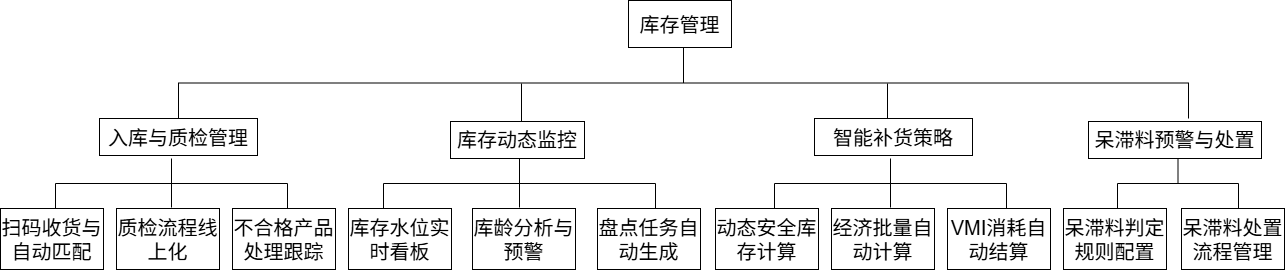 库存管理
入库与质检管理
库存动态监控
智能补货策略
呆滞料预警与处置
扫码收货与
自动匹配
质检流程线
上化
不合格产品
处理跟踪
库存水位实
时看板
库龄分析与
预警
盘点任务自
动生成
动态安全库
存计算
经济批量自
动计算
VMI消耗自
动结算
呆滞料判定
规则配置
呆滞料处置
流程管理